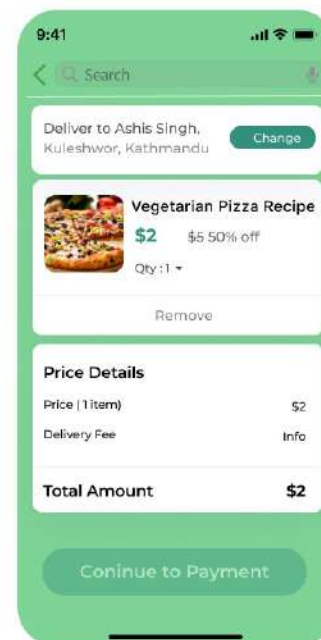 9:41
Search
Deliver to Ashis Singh,
Kuleshwor, Kathmandu
Change
Vegetarian Pizza Recipe
$2 $5 50% off
Qty : 1
Remove
Price Details
Price ( 1 item) $2
Delivery Fee Info
Total Amount $2
Coninue to Payment